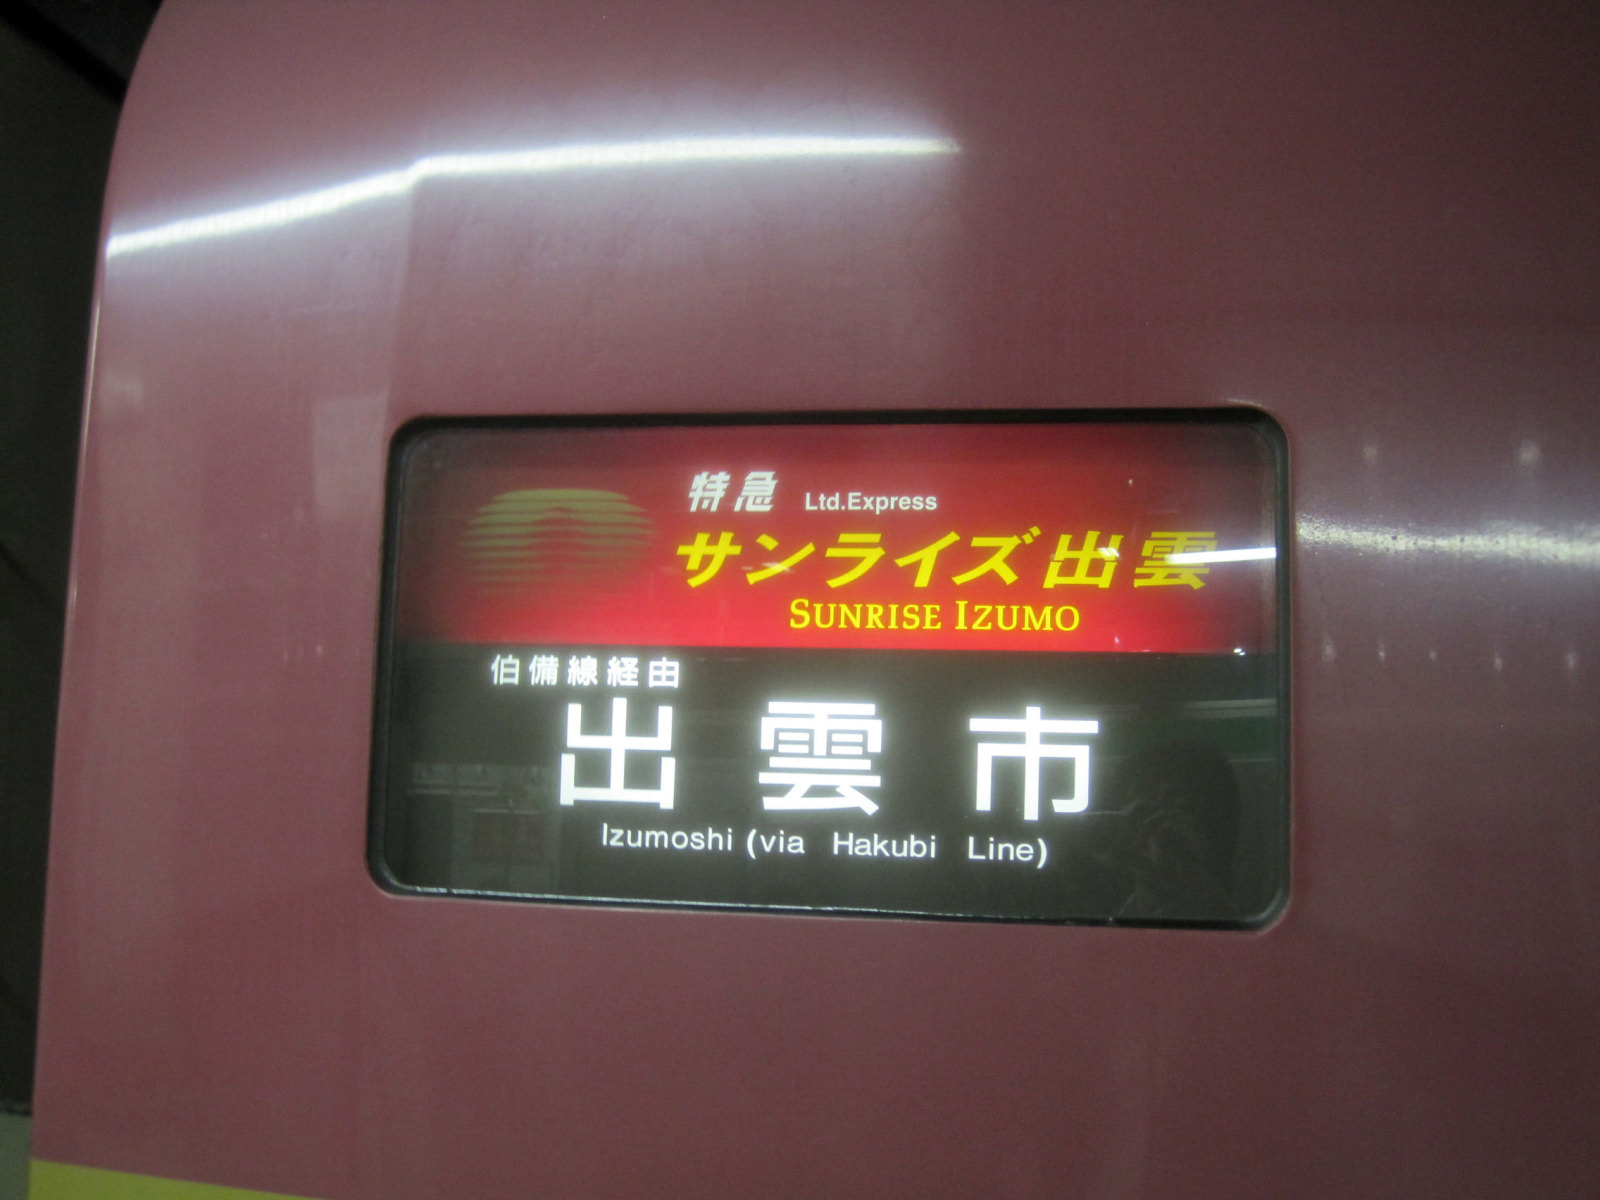 特急 Ltd.Express
サンライズ出雲
SUNRISE IZUMO
伯備線経由
出雲市
Izumoshi (via Hakubi Line)